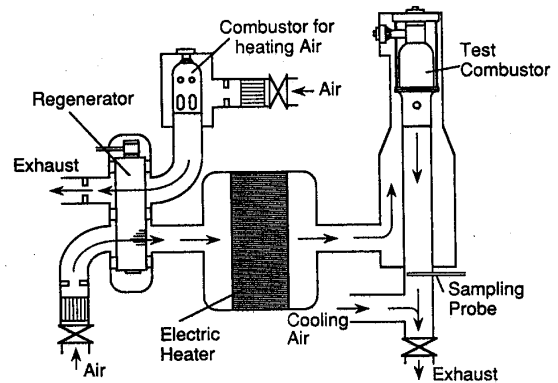 Combustor for
heating Air
Test
Combustor
Air
Regenerator
Exhaust
Sampling
Probe
Cooling
Air
Electric
Heater
Air
Exhaust